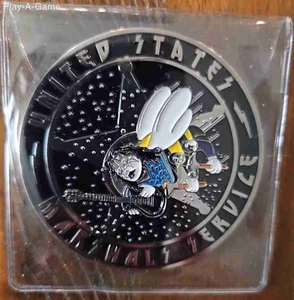 Play-A-Game
UNITED STATES
MARSHALS SERVICE